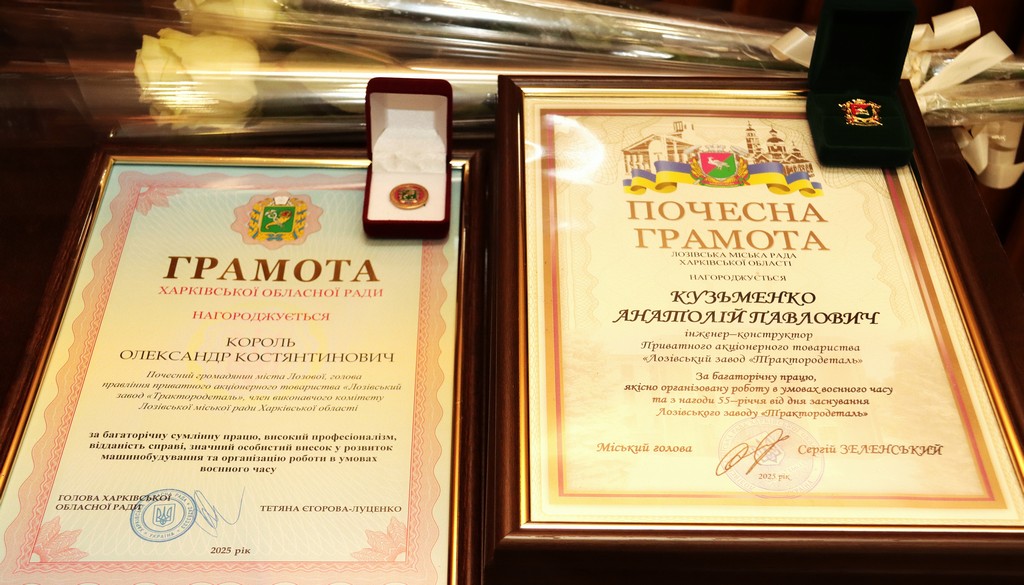 ГРАМОТА
ХАРКІВСЬКОЇ ОБЛАСНОЇ РАДИ
НАГОРОДЖУЄТЬСЯ
КОРОЛЬ
ОЛЕКСАНДР КОСТЯНТИНОВИЧ
Почесний громадянин міста Лозової, голова
правління приватного акціонерного товариства «Лозівський
завод «Трактородеталь», член виконавчого комітету
Лозівської міської ради Харківської області
за багаторічну сумлінну працю, високий професіоналізм,
відданість справі, значний особистий внесок у розвиток
машинобудування та організацію роботи в умовах
воєнного часу
ГОЛОВА ХАРКІВСЬКОЇ
ОБЛАСНОЇ РАДИ
ТЕТЯНА ЄГОРОВА-ЛУЦЕНКО
2025 рік
ПОЧЕСНА
ГРАМОТА
ЛОЗІВСЬКА МІСЬКА РАДА
ХАРКІВСЬКОЇ ОБЛАСТІ
НАГОРОДЖУЄТЬСЯ
КУЗЬМЕНКО
АНАТОЛІЙ ПАВЛОВИЧ
інженер–конструктор
Приватного акціонерного товариства
«Лозівський завод «Трактородеталь»
За багаторічну працю,
якісно організовану роботу в умовах воєнного часу
та з нагоди 55–річчя від дня заснування
Лозівського заводу «Трактородеталь»
Міський голова Сергій ЗЕЛЕНСЬКИЙ
2025 рік